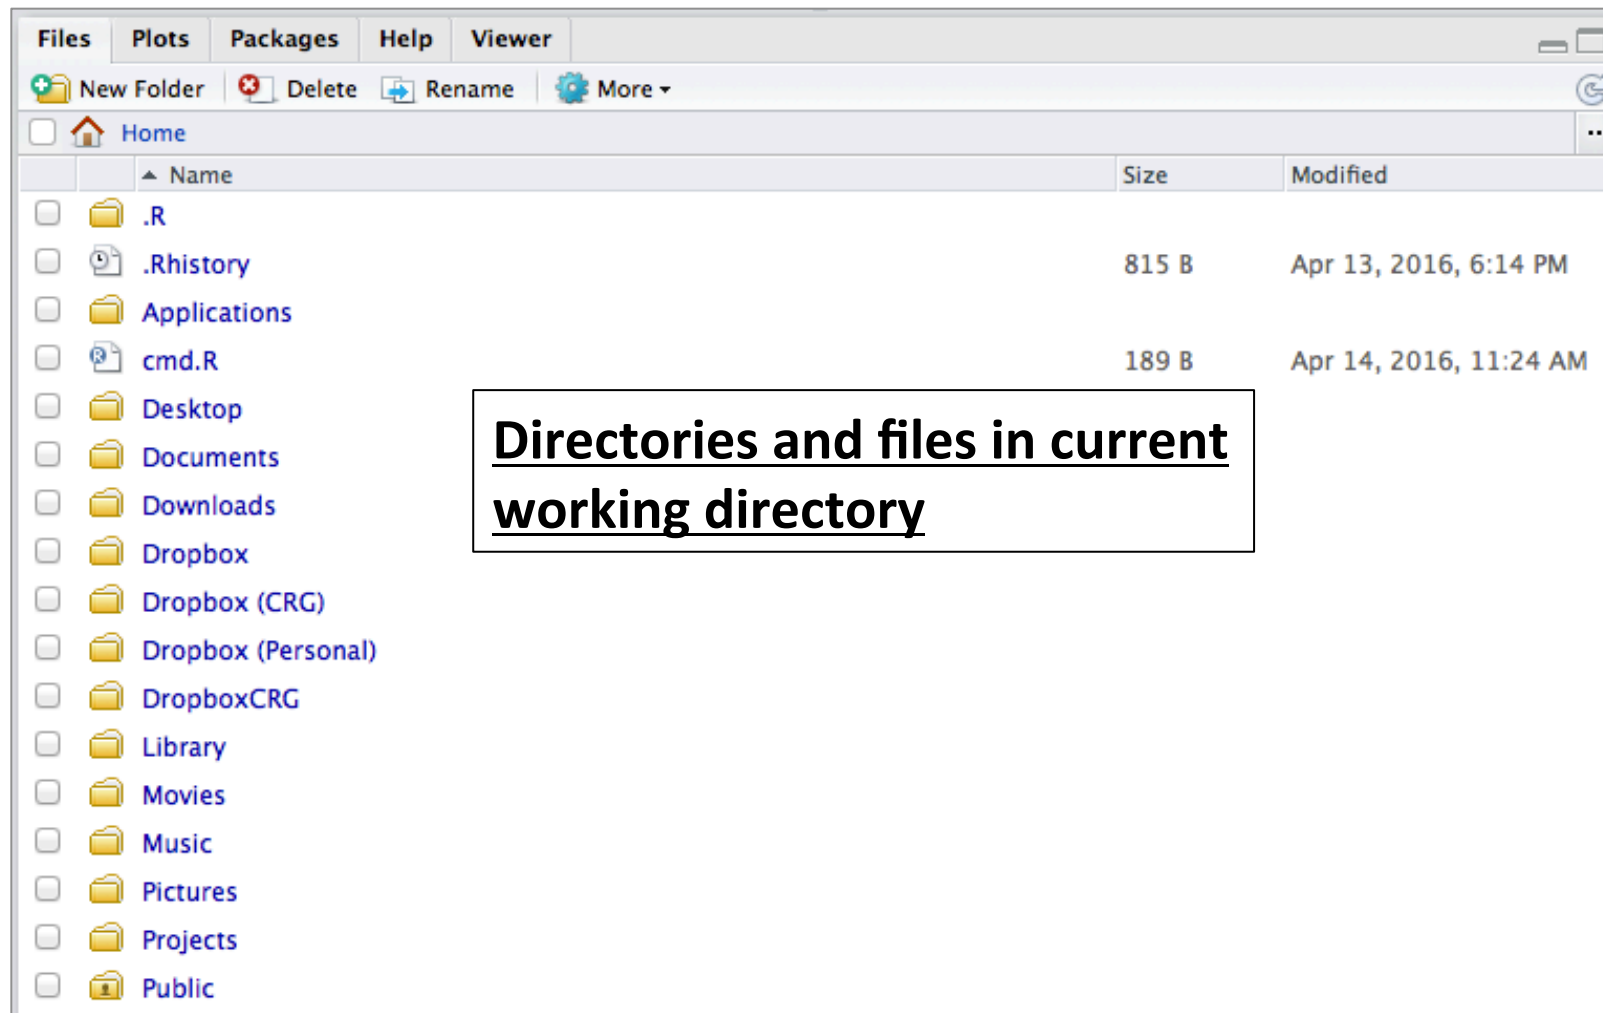 Files Plots Packages Help Viewer
New Folder Delete Rename More
Home ..
Name Size Modified
.R
.Rhistory 815 B Apr 13, 2016, 6:14 PM
Applications
cmd.R 189 B Apr 14, 2016, 11:24 AM
Desktop
Directories and files in current
working directory
Documents
Downloads
Dropbox
Dropbox (CRG)
Dropbox (Personal)
DropboxCRG
Library
Movies
Music
Pictures
Projects
Public